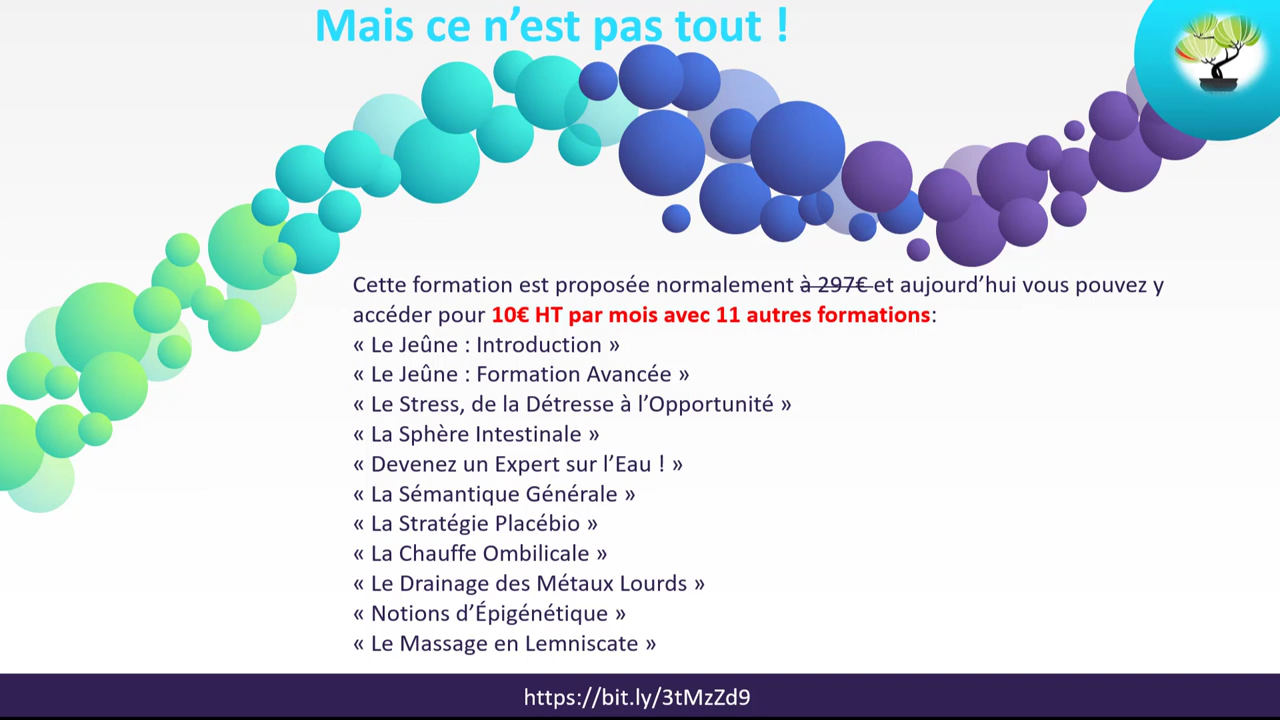 Mais ce n’est pas tout !
Cette formation est proposée normalement à 297€ et aujourd’hui vous pouvez y
accéder pour 10€ HT par mois avec 11 autres formations:
« Le Jeûne : Introduction »
« Le Jeûne : Formation Avancée »
« Le Stress, de la Détresse à l’Opportunité »
« La Sphère Intestinale »
« Devenez un Expert sur l’Eau ! »
« La Sémantique Générale »
« La Stratégie Placébio »
« La Chauffe Ombilicale »
« Le Drainage des Métaux Lourds »
« Notions d’Épigénétique »
« Le Massage en Lemniscate »
https://bit.ly/3tMzZd9